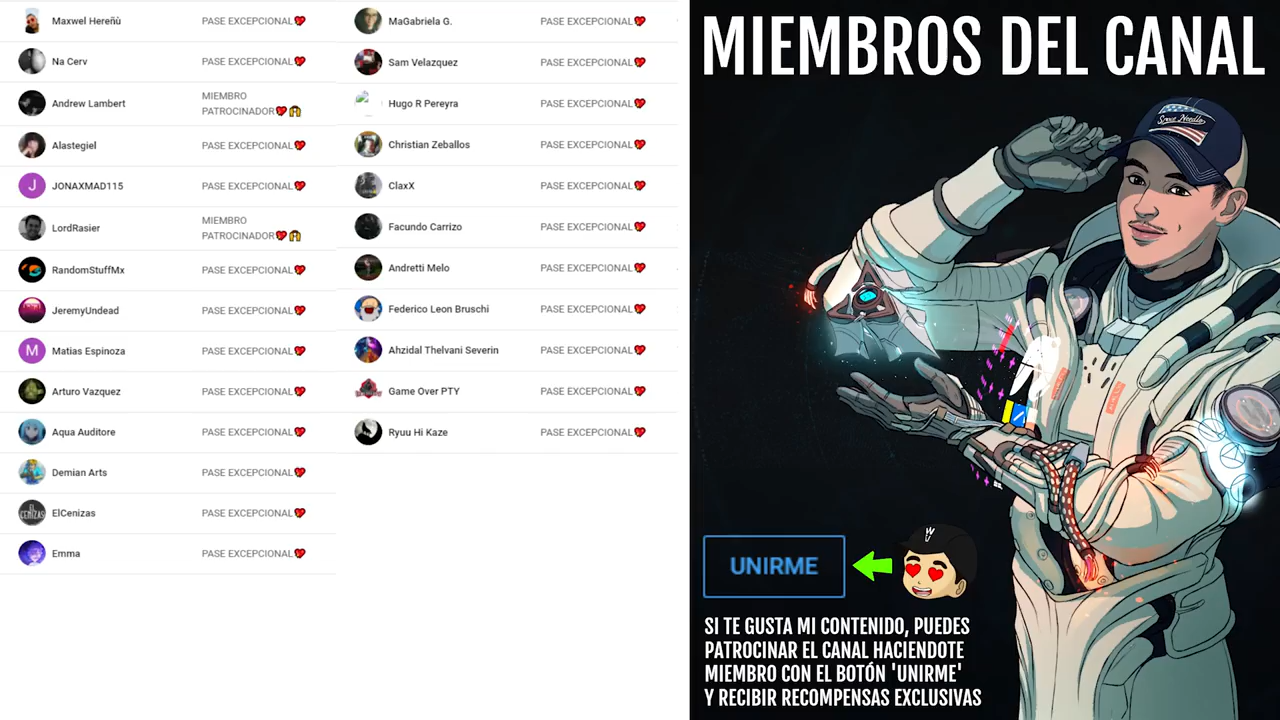 Maxwel Hereñù PASE EXCEPCIONAL
Na Cerv PASE EXCEPCIONAL
Andrew Lambert MIEMBRO
PATROCINADOR
Alastegiel PASE EXCEPCIONAL
J JONAXMAD115 PASE EXCEPCIONAL
LordRasier MIEMBRO
PATROCINADOR
RandomStuffMx PASE EXCEPCIONAL
JeremyUndead PASE EXCEPCIONAL
M Matias Espinoza PASE EXCEPCIONAL
Arturo Vazquez PASE EXCEPCIONAL
Aqua Auditore PASE EXCEPCIONAL
Demian Arts PASE EXCEPCIONAL
ElCenizas PASE EXCEPCIONAL
Emma PASE EXCEPCIONAL
MaGabriela G. PASE EXCEPCIONAL
Sam Velazquez PASE EXCEPCIONAL
Hugo R Pereyra PASE EXCEPCIONAL
Christian Zeballos PASE EXCEPCIONAL
ClaxX PASE EXCEPCIONAL
Facundo Carrizo PASE EXCEPCIONAL
Andretti Melo PASE EXCEPCIONAL
Federico Leon Bruschi PASE EXCEPCIONAL
Ahzidal Thelvani Severin PASE EXCEPCIONAL
Game Over PTY PASE EXCEPCIONAL
Ryuu Hi Kaze PASE EXCEPCIONAL
MIEMBROS DEL CANAL
Space Needle
UNIRME
SI TE GUSTA MI CONTENIDO, PUEDES
PATROCINAR EL CANAL HACIENDOTE
MIEMBRO CON EL BOTÓN 'UNIRME'
Y RECIBIR RECOMPENSAS EXCLUSIVAS